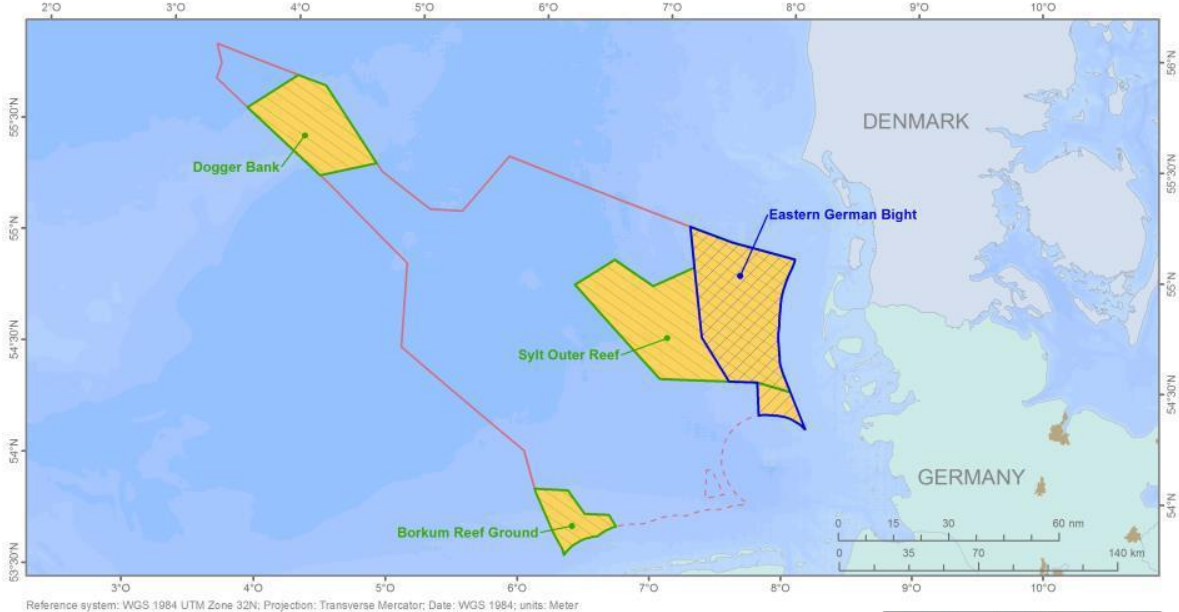 2°O 3°O 4°O 5°O 6°O 7°O 8°O 9°O 10°O
56°N
55°30'N
DENMARK
Dogger Bank
55°30'N
Eastern German Bight
55°N
55°N
54°30'N
Sylt Outer Reef
54°30'N
54°N
GERMANY
54°N
0 15 30 60 nm
Borkum Reef Ground
0 35 70 140 km
53°30'N
3°O 4°O 5°O 6°O 7°O 8°O 9°O 10°O
Reference system: WGS 1984 UTM Zone 32N; Projection: Transverse Mercator; Date: WGS 1984; units: Meter